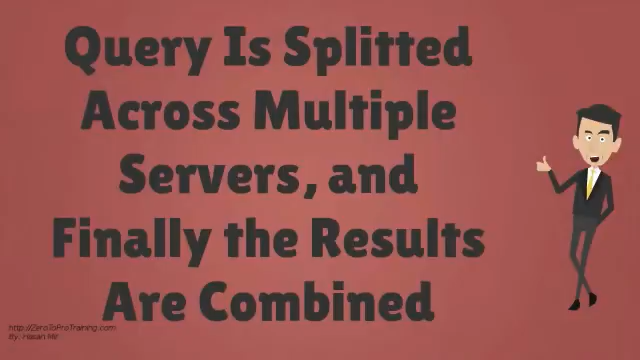 Query Is Splitted
Across Multiple
Servers, and
Finally the Results
Are Combined
http://ZeroToProTraining.com
By: Hasan Mir